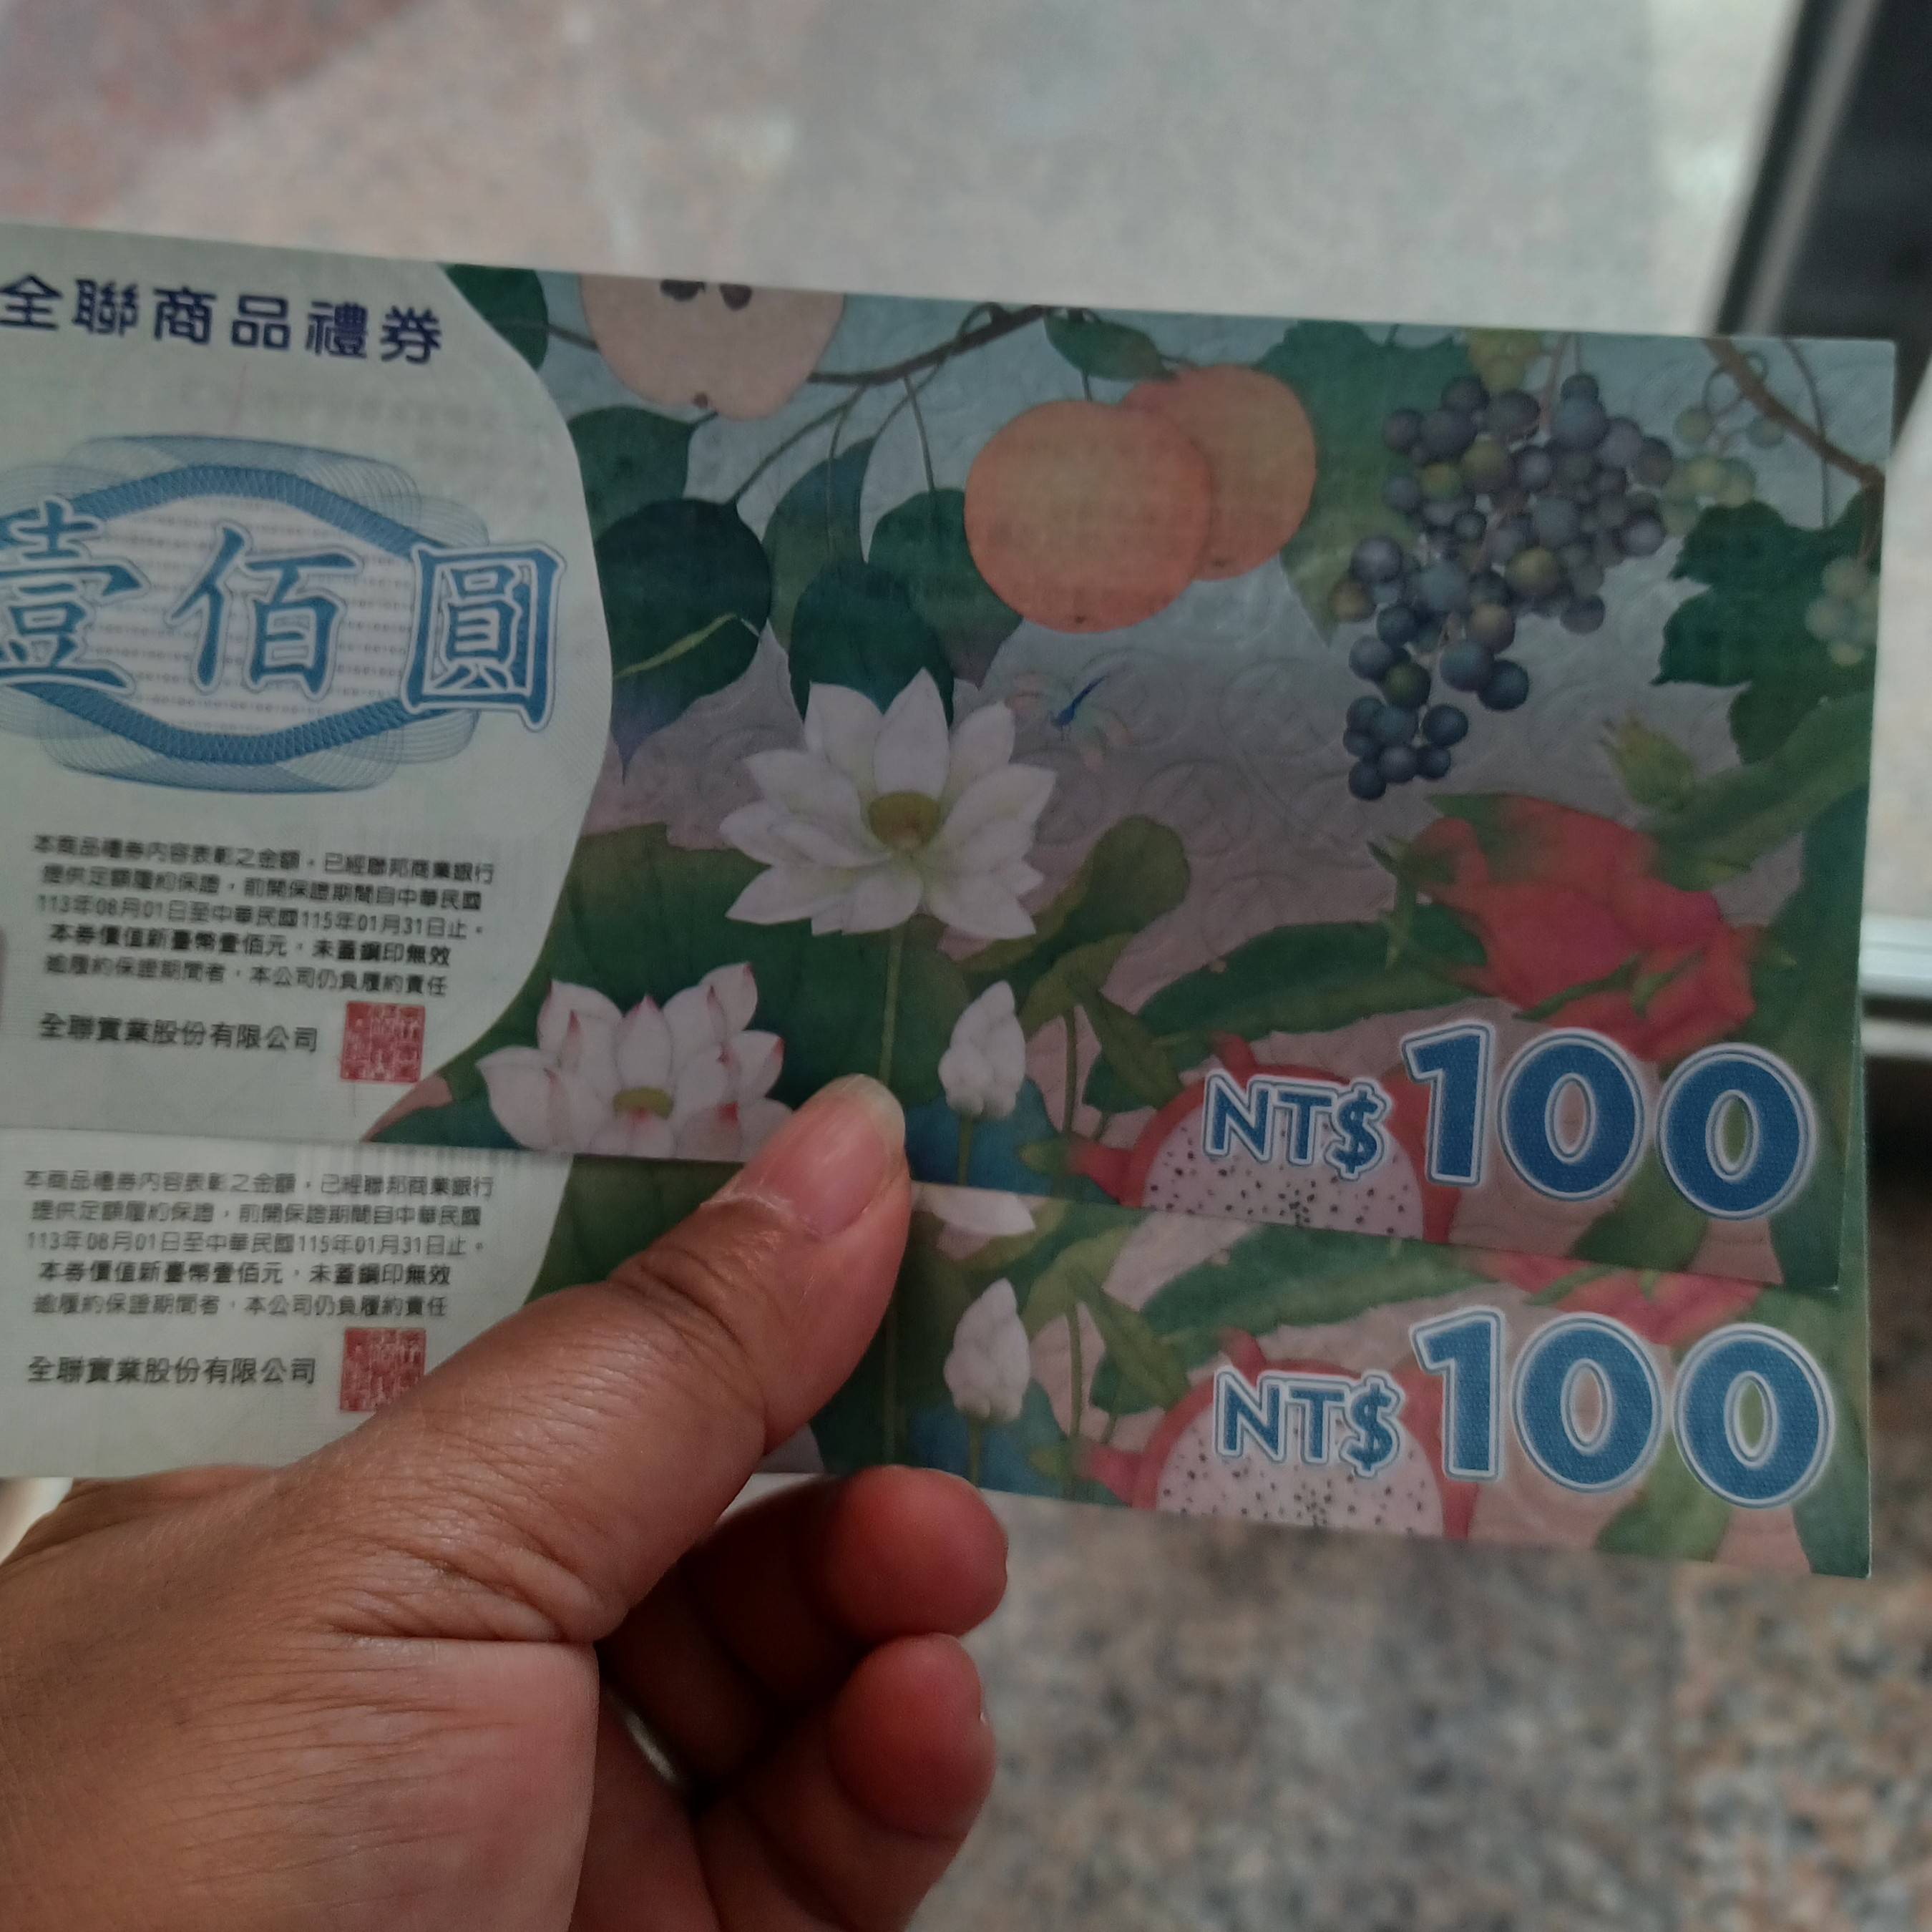 全聯商品禮券
壹佰圓
本商品禮券內容表彰之金額，已經聯邦商業銀行
提供足額履約保證，前開保證期間自中華民國
113年08月01日至中華民國115年01月31日止。
本券價值新臺幣壹佰元，未蓋鋼印無效
逾履約保證期間者，本公司仍負履約責任
全聯實業股份有限公司
NT$100
本商品禮券內容表彰之金額，已經聯邦商業銀行
提供足額履約保證，前開保證期間自中華民國
113年08月01日至中華民國115年01月31日止。
本券價值新臺幣壹佰元，未蓋鋼印無效
逾履約保證期間者，本公司仍負履約責任
全聯實業股份有限公司
NT$100